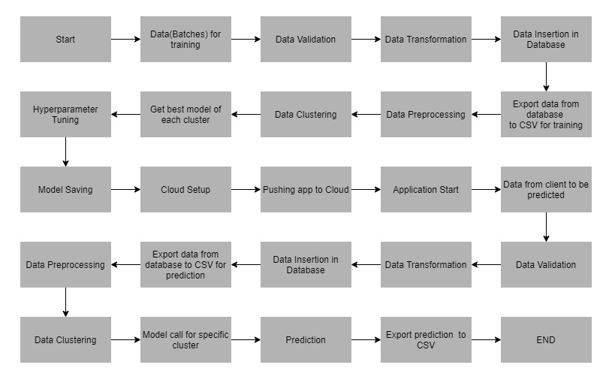 Start
Data(Batches) for
training
Data Validation
Data Transformation
Data Insertion in
Database
Hyperparameter
Tuning
Get best model of
each cluster
Data Clustering
Data Preprocessing
Export data from
database
to CSV for training
Model Saving
Cloud Setup
Pushing app to Cloud
Application Start
Data from client to be
predicted
Data Preprocessing
Export data from
database to CSV for
prediction
Data Insertion in
Database
Data Transformation
Data Validation
Data Clustering
Model call for specific
cluster
Prediction
Export prediction to
CSV
END